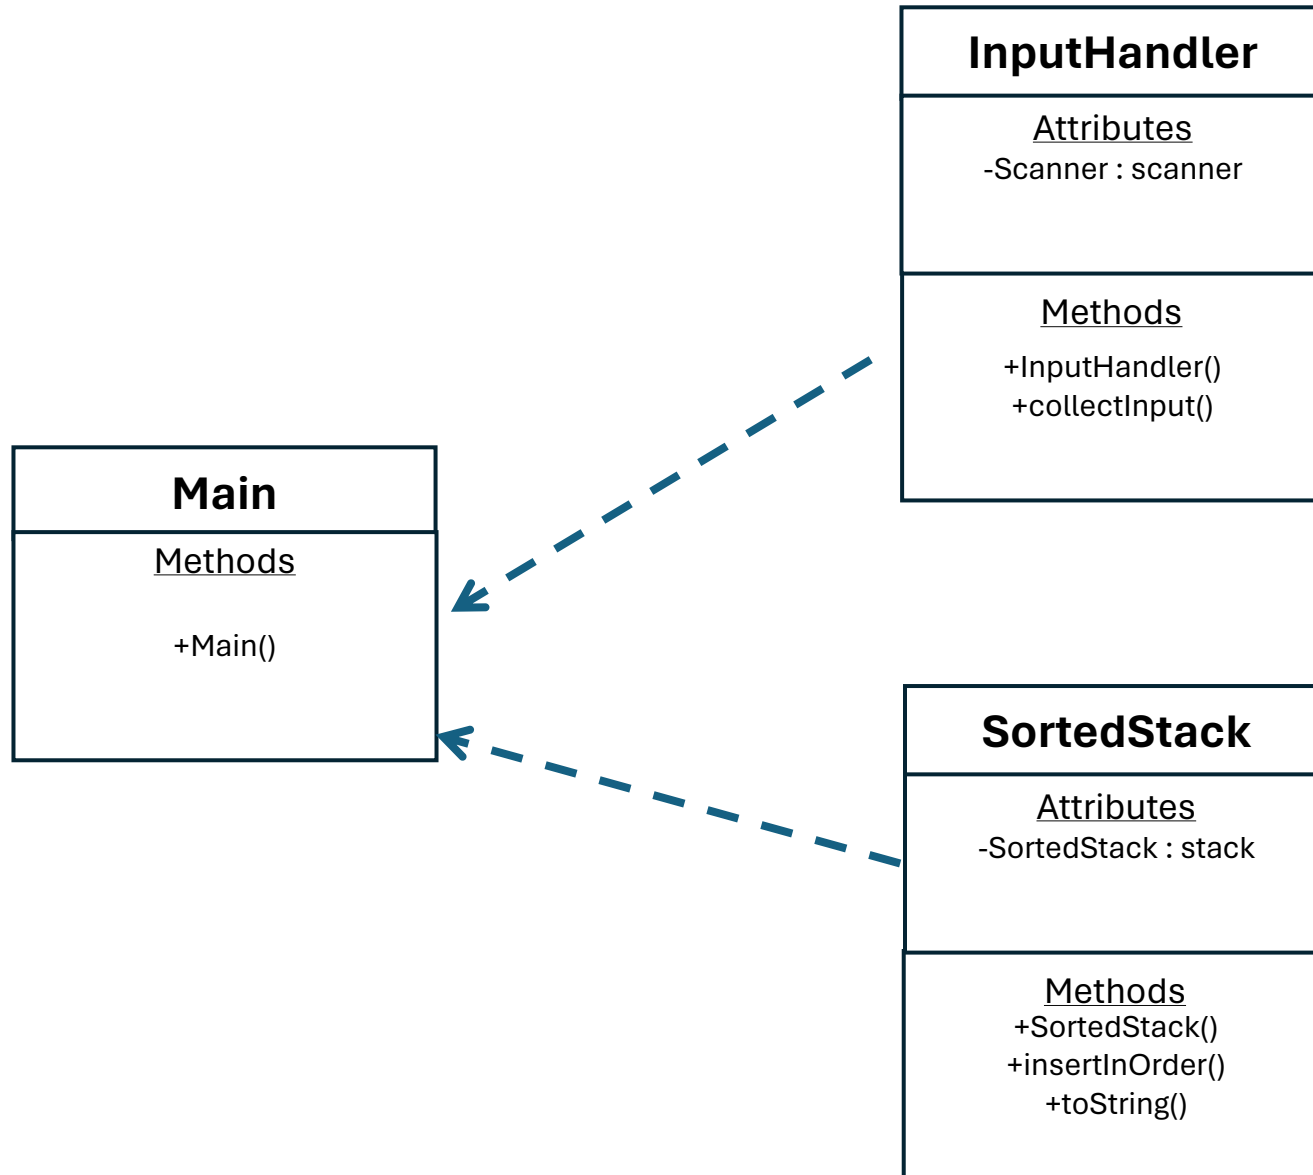 InputHandler
Attributes
-Scanner : scanner
Methods
+InputHandler()
+collectInput()
Main
Methods
+Main()
SortedStack
Attributes
-SortedStack : stack
Methods
+SortedStack()
+insertInOrder()
+toString()